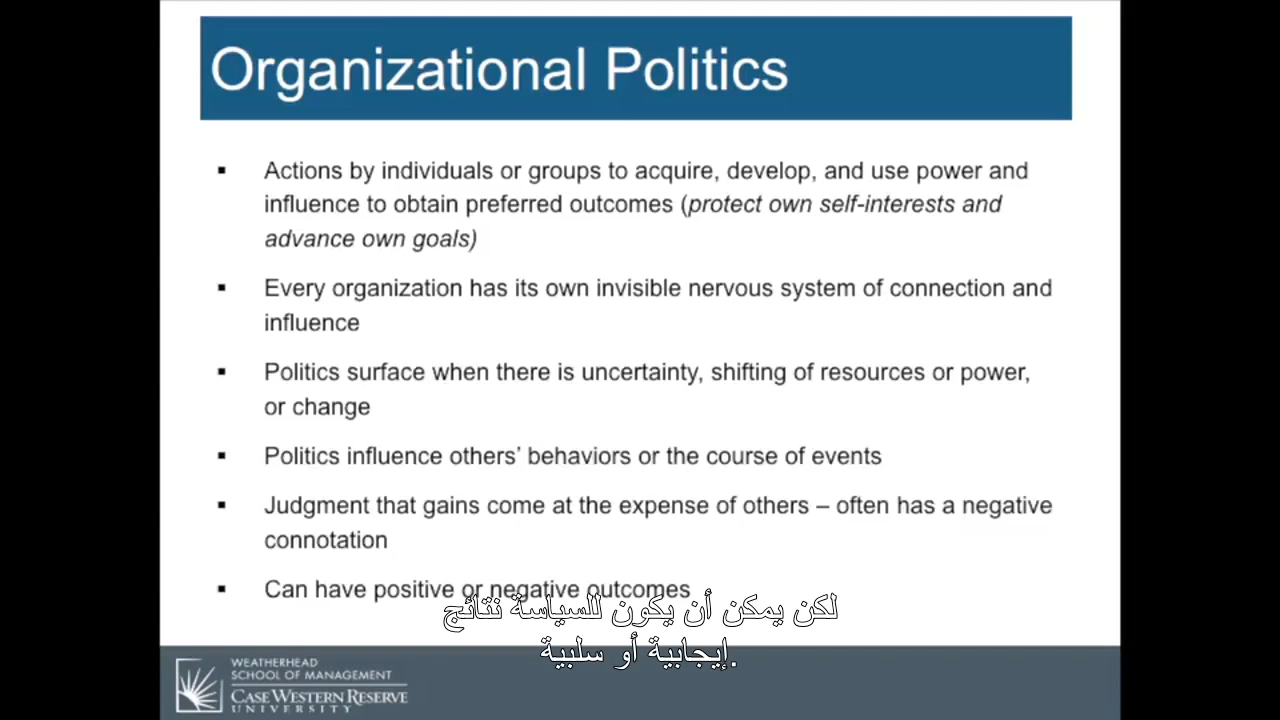 Organizational Politics
▪ Actions by individuals or groups to acquire, develop, and use power and
influence to obtain preferred outcomes (protect own self-interests and
advance own goals)
▪ Every organization has its own invisible nervous system of connection and
influence
▪ Politics surface when there is uncertainty, shifting of resources or power,
or change
▪ Politics influence others’ behaviors or the course of events
▪ Judgment that gains come at the expense of others – often has a negative
connotation
▪ Can have positive or negative outcomes
لكن يمكن أن يكون للسياسة نتائج
إيجابية أو سلبية.
WEATHERHEAD
SCHOOL OF MANAGEMENT
CASE WESTERN RESERVE
UNIVERSITY